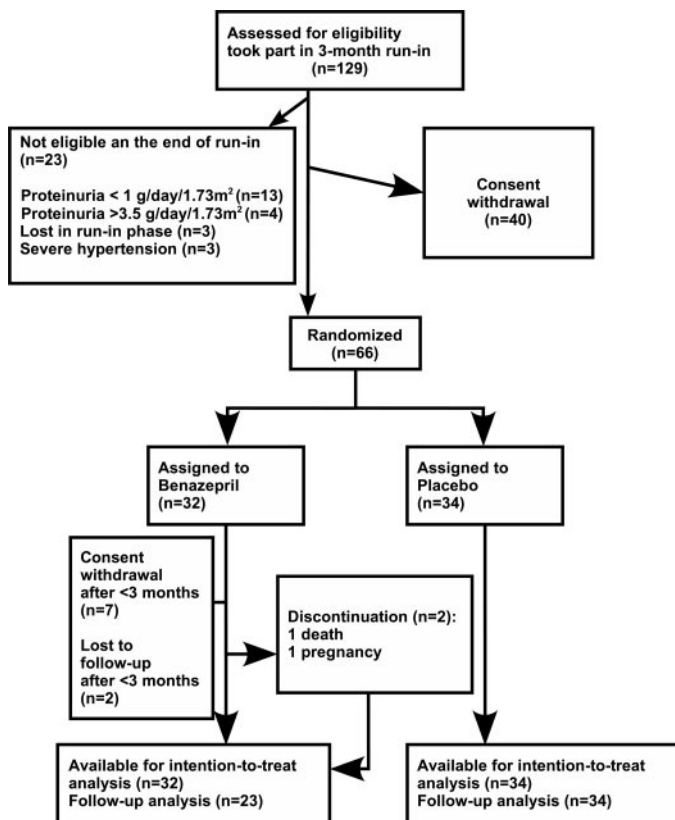 Assessed for eligibility
took part in 3-month run-in
(n=129)
Not eligible an the end of run-in
(n=23)
Proteinuria < 1 g/day/1.73m² (n=13)
Proteinuria >3.5 g/day/1.73m² (n=4)
Lost in run-in phase (n=3)
Severe hypertension (n=3)
Consent
withdrawal
(n=40)
Randomized
(n=66)
Assigned to
Benazepril
(n=32)
Assigned to
Placebo
(n=34)
Consent
withdrawal
after <3 months
(n=7)
Lost to
follow-up
after <3 months
(n=2)
Discontinuation (n=2):
1 death
1 pregnancy
Available for intention-to-treat
analysis (n=32)
Follow-up analysis (n=23)
Available for intention-to-treat
analysis (n=34)
Follow-up analysis (n=34)